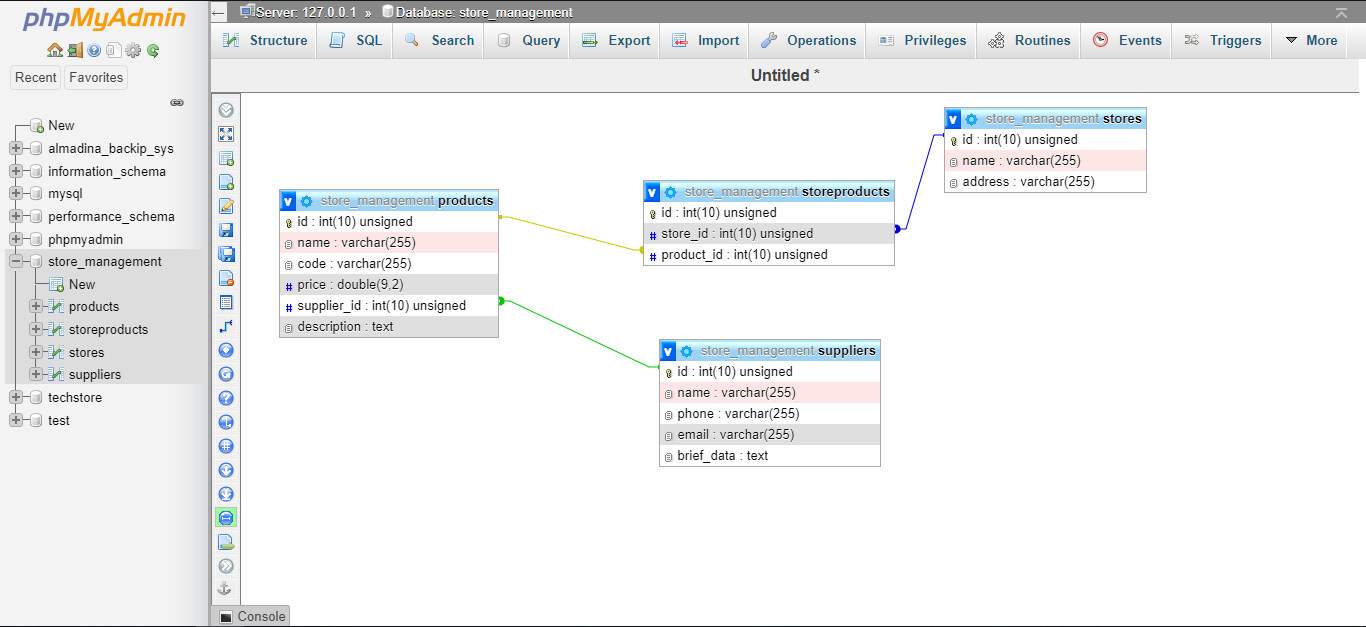 phpMyAdmin
Recent Favorites
New
almadina_backip_sys
information_schema
mysql
performance_schema
phpmyadmin
store_management
New
products
storeproducts
stores
suppliers
techstore
test
Server: 127.0.0.1 » Database: store_management
Structure SQL Search Query Export Import Operations Privileges Routines Events Triggers More
Untitled *
v store_management products
id : int(10) unsigned
name : varchar(255)
code : varchar(255)
# price : double(9,2)
# supplier_id : int(10) unsigned
description : text
v store_management storeproducts
id : int(10) unsigned
# store_id : int(10) unsigned
# product_id : int(10) unsigned
v store_management stores
id : int(10) unsigned
name : varchar(255)
address : varchar(255)
v store_management suppliers
id : int(10) unsigned
name : varchar(255)
phone : varchar(255)
email : varchar(255)
brief_data : text
Console